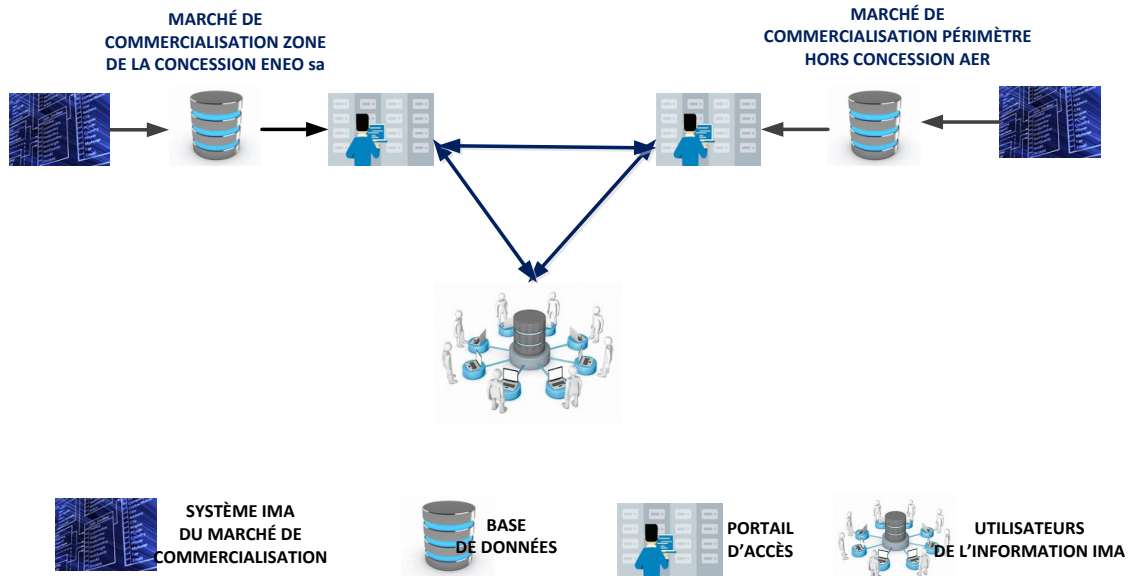 MARCHÉ DE
COMMERCIALISATION ZONE
DE LA CONCESSION ENEO sa
MARCHÉ DE
COMMERCIALISATION PÉRIMÈTRE
HORS CONCESSION AER
SYSTÈME IMA
DU MARCHÉ DE
COMMERCIALISATION
BASE
DE DONNÉES
PORTAIL
D’ACCÈS
UTILISATEURS
DE L’INFORMATION IMA